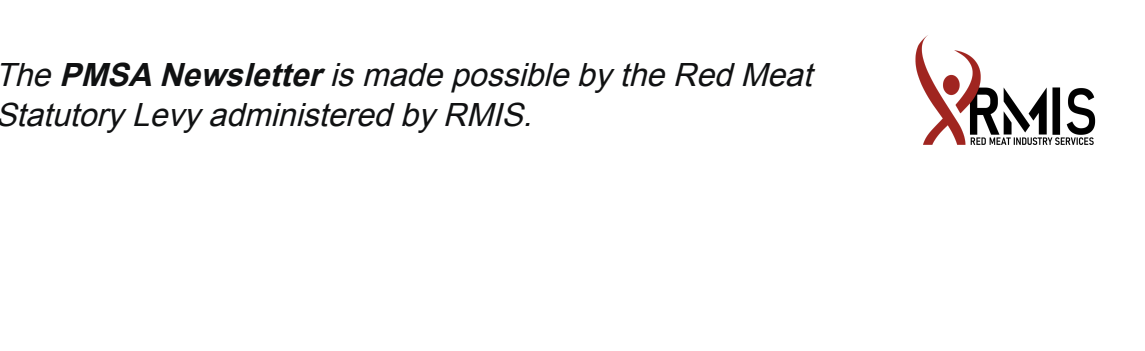 The PMSA Newsletter is made possible by the Red Meat
Statutory Levy administered by RMIS.
RMIS
RED MEAT INDUSTRY SERVICES